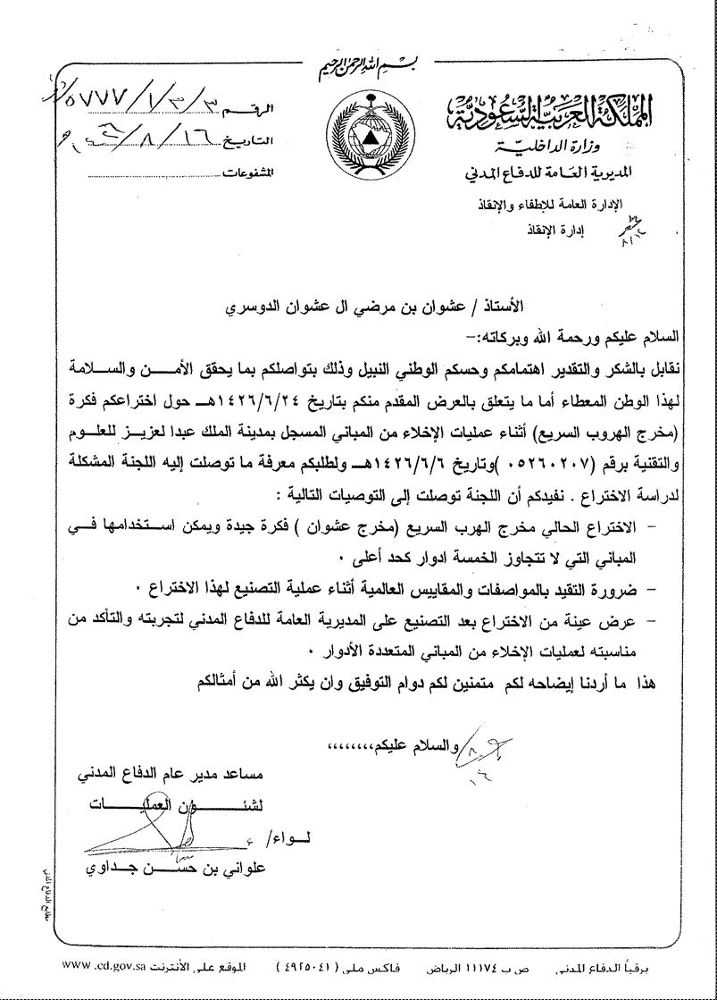 بسم الله الرحمن الرحيم
المملكة العربية السعودية
وزارة الداخلية
المديرية العامة للدفاع المدني
الإدارة العامة للإطفاء والإنقاذ
إدارة الإنقاذ
الرقم ٥٧٧٧/١/٣/٣
التاريخ ١٦/٨/
المشفوعات
الأستاذ / عشوان بن مرضي ال عشوان الدوسري
السلام عليكم ورحمة الله وبركاته:-
نقابل بالشكر والتقدير اهتمامكم وحسكم الوطني النبيل وذلك بتواصلكم بما يحقق الأمن والسلامة
لهذا الوطن المعطاء أما ما يتعلق بالعرض المقدم منكم بتاريخ ١٤٢٦/٦/٢٤هـ حول اختراعكم فكرة
(مخرج الهروب السريع) أثناء عمليات الإخلاء من المباني المسجل بمدينة الملك عبدا لعزيز للعلوم
والتقنية برقم (٠٥٢٦٠٢٠٧ )وتاريخ ١٤٢٦/٦/٦هـ ولطلبكم معرفة ما توصلت إليه اللجنة المشكلة
لدراسة الاختراع . نفيدكم أن اللجنة توصلت إلى التوصيات التالية :
- الاختراع الحالي مخرج الهرب السريع (مخرج عشوان ) فكرة جيدة ويمكن استخدامها في
المباني التي لا تتجاوز الخمسة ادوار كحد أعلى ٠
- ضرورة التقيد بالمواصفات والمقاييس العالمية أثناء عملية التصنيع لهذا الاختراع ٠
- عرض عينة من الاختراع بعد التصنيع على المديرية العامة للدفاع المدني لتجربته والتأكد من
مناسبته لعمليات الإخلاء من المباني المتعددة الأدوار ٠
هذا ما أردنا إيضاحه لكم متمنين لكم دوام التوفيق وان يكثر الله من أمثالكم
والسلام عليكم،،،،،،،،
مساعد مدير عام الدفاع المدني
لشئون العمليات
لواء/
علواني بن حسن جداوي
مطابع الدفاع المدني
برقياً الدفاع المدني ص ب ١١١٧٤ الرياض فاكس ملي ( ٤٩٢٥٠٤١ ) الموقع على الأنترنت WWW .cd.gov.sa